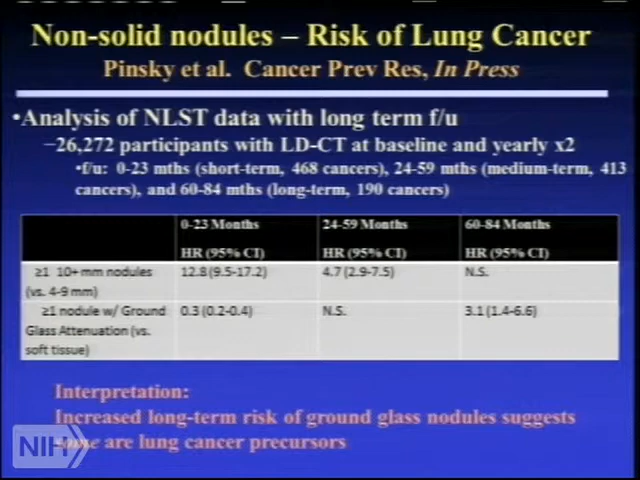 Non-solid nodules – Risk of Lung Cancer
Pinsky et al. Cancer Prev Res, In Press
•Analysis of NLST data with long term f/u
–26,272 participants with LD-CT at baseline and yearly x2
•f/u: 0-23 mths (short-term, 468 cancers), 24-59 mths (medium-term, 413
cancers), and 60-84 mths (long-term, 190 cancers)
0-23 Months 24-59 Months 60-84 Months
HR (95% CI) HR (95% CI) HR (95% CI)
≥1 10+ mm nodules 12.8 (9.5-17.2) 4.7 (2.9-7.5) N.S.
(vs. 4-9 mm)
≥1 nodule w/ Ground 0.3 (0.2-0.4) N.S. 3.1 (1.4-6.6)
Glass Attenuation (vs.
soft tissue)
Interpretation:
Increased long-term risk of ground glass nodules suggests
some are lung cancer precursors
NIH